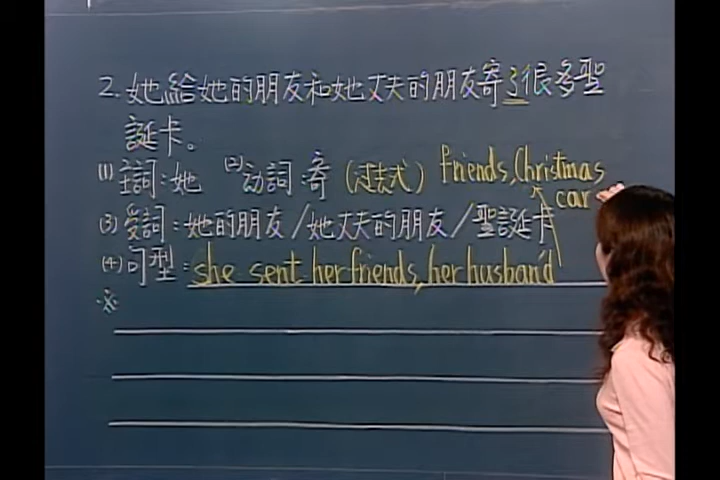 2. 她給她的朋友和她丈夫的朋友寄了很多聖
誕卡。
(1) 主詞:她 (2) 动詞:寄 (过去式) friends, Christmas
car
(3) 受詞:她的朋友/她丈夫的朋友/聖誕卡
(4) 句型:she sent her friends, her husban'd
※